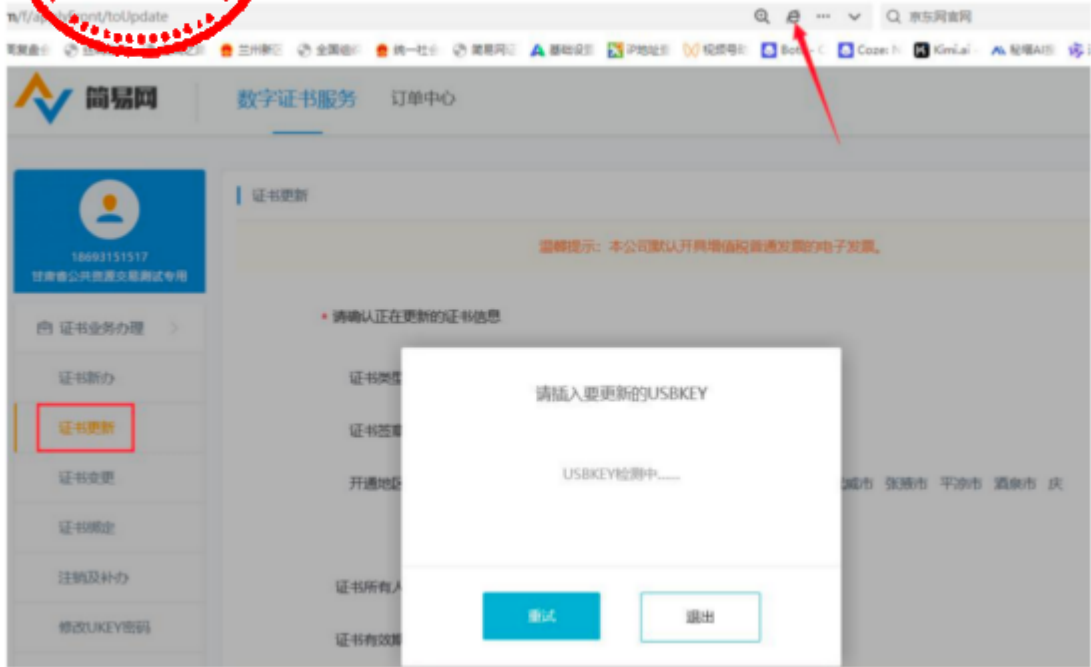 /f/applyFront/toUpdate
京东网官网
全国组
统一社
简易网
基础设
iP地址
视频号
Coze:
Kimi.ai
秘塔AI
简易网
数字证书服务
订单中心
证书更新
18693151517
甘肃省公共资源交易测试专用
温馨提示：本公司默认开具增值税普通发票的电子发票。
证书业务办理
* 请确认正在更新的证书信息
证书新办
证书类型
请插入要更新的USBKEY
证书更新
证书签章
USBKEY检测中......
证书变更
开通地区
威市 张掖市 平凉市 酒泉市 庆
证书绑定
注销及补办
证书所有人
重试
退出
修改UKEY密码
证书有效期